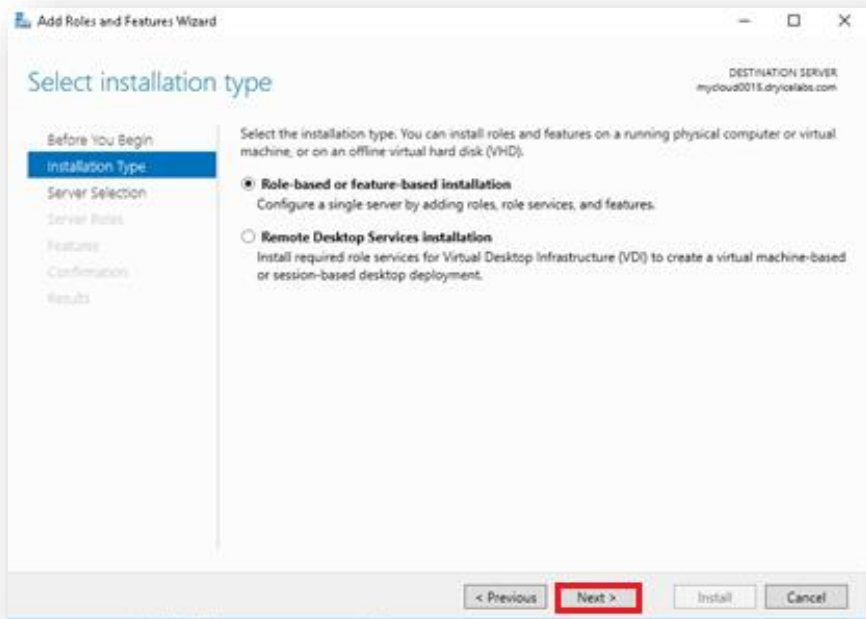 Add Roles and Features Wizard
Select installation type
DESTINATION SERVER
mycloud0015.dryicelabs.com
Before You Begin
Installation Type
Server Selection
Server Roles
Features
Confirmation
Results
Select the installation type. You can install roles and features on a running physical computer or virtual
machine, or on an offline virtual hard disk (VHD).
Role-based or feature-based installation
Configure a single server by adding roles, role services, and features.
Remote Desktop Services installation
Install required role services for Virtual Desktop Infrastructure (VDI) to create a virtual machine-based
or session-based desktop deployment.
< Previous
Next >
Install
Cancel